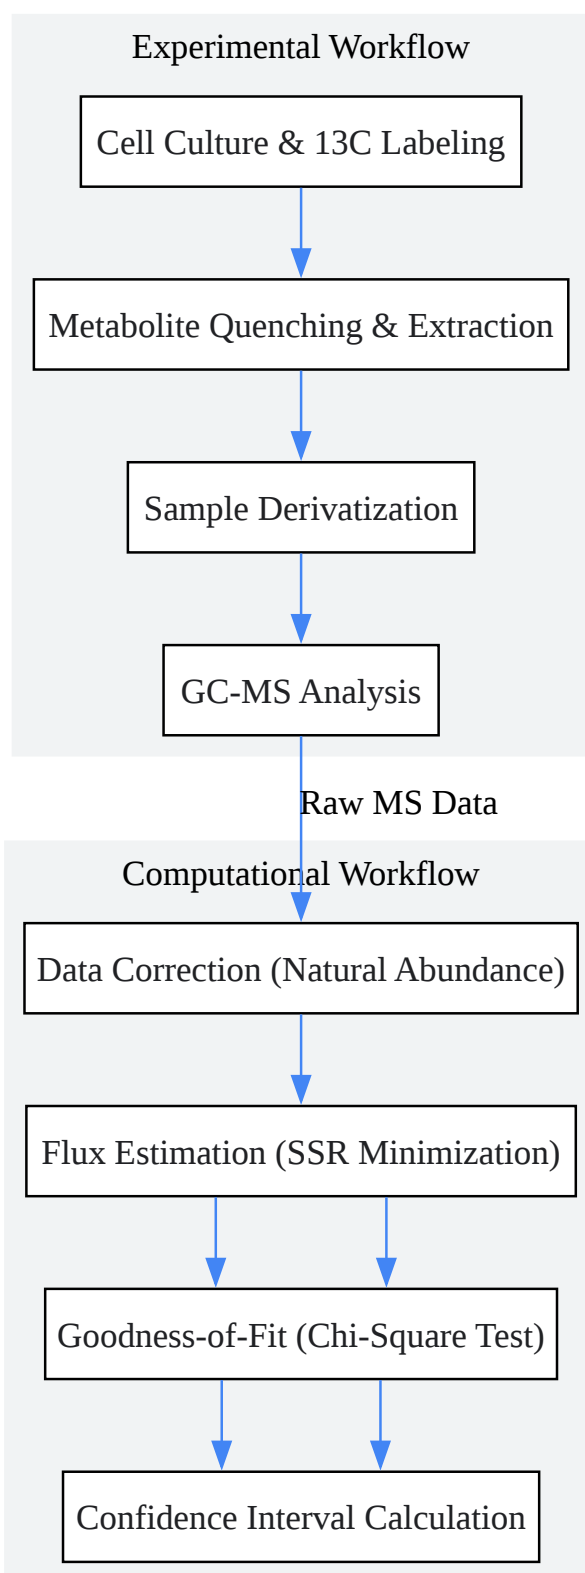 Experimental Workflow
Cell Culture & 13C Labeling
Metabolite Quenching & Extraction
Sample Derivatization
GC-MS Analysis
Raw MS Data
Computational Workflow
Data Correction (Natural Abundance)
Flux Estimation (SSR Minimization)
Goodness-of-Fit (Chi-Square Test)
Confidence Interval Calculation